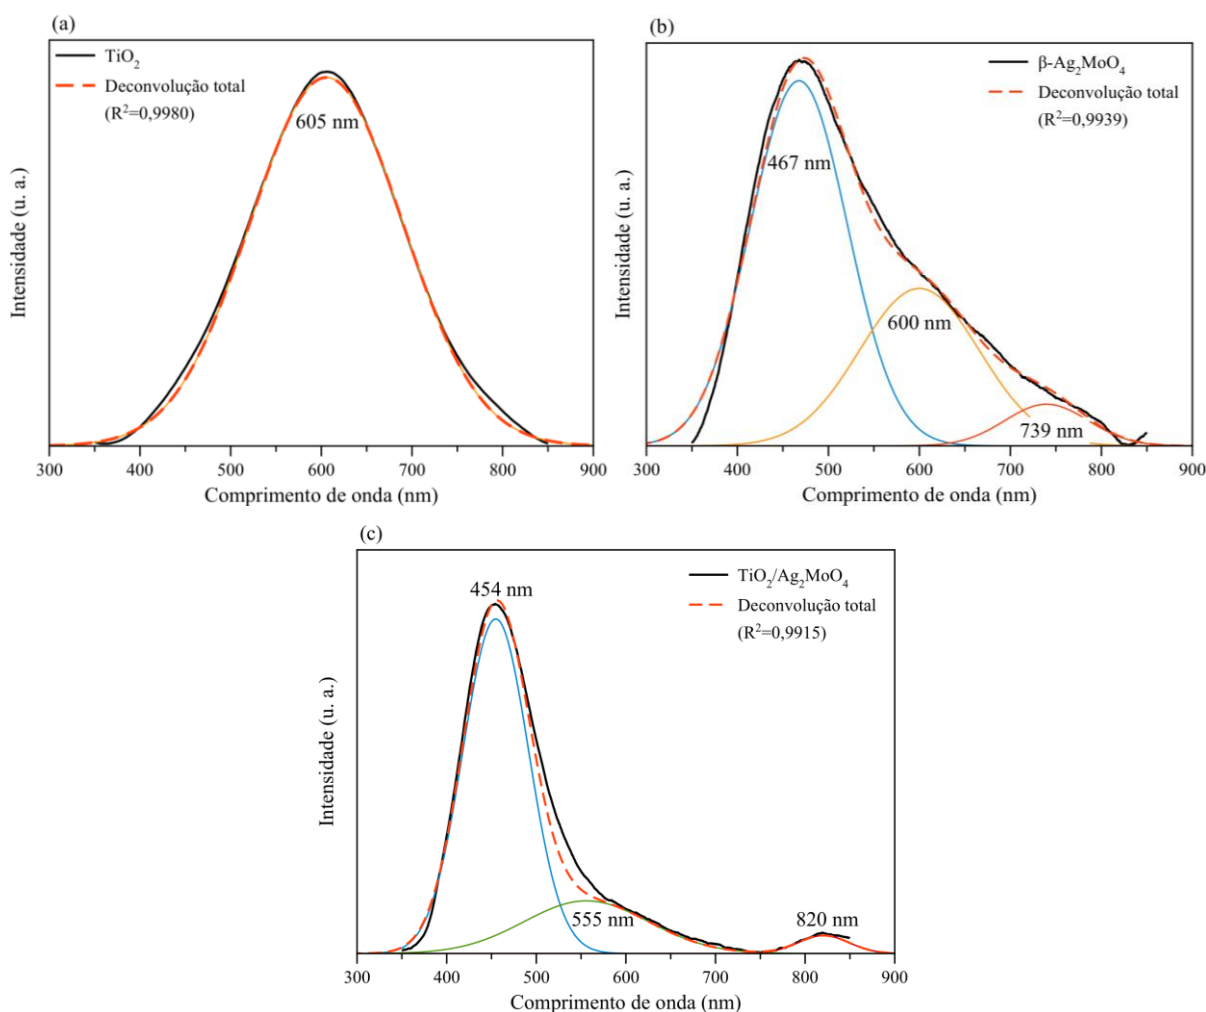 (a)
TiO₂
Deconvolução total
(R²=0,9980)
605 nm
Intensidade (u. a.)
300 400 500 600 700 800 900
Comprimento de onda (nm)
(b)
β-Ag₂MoO₄
Deconvolução total
(R²=0,9939)
467 nm
600 nm
739 nm
Intensidade (u. a.)
300 400 500 600 700 800 900
Comprimento de onda (nm)
(c)
TiO₂/Ag₂MoO₄
Deconvolução total
(R²=0,9915)
454 nm
555 nm
820 nm
Intensidade (u. a.)
300 400 500 600 700 800 900
Comprimento de onda (nm)